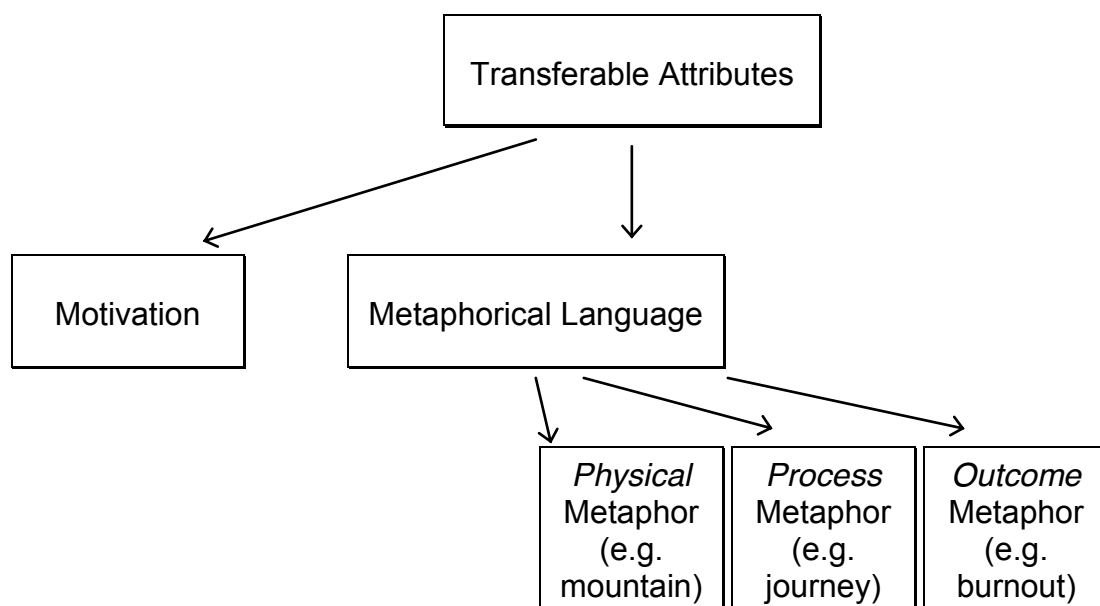 Transferable Attributes
Motivation
Metaphorical Language
Physical
Metaphor
(e.g.
mountain)
Process
Metaphor
(e.g.
journey)
Outcome
Metaphor
(e.g.
burnout)